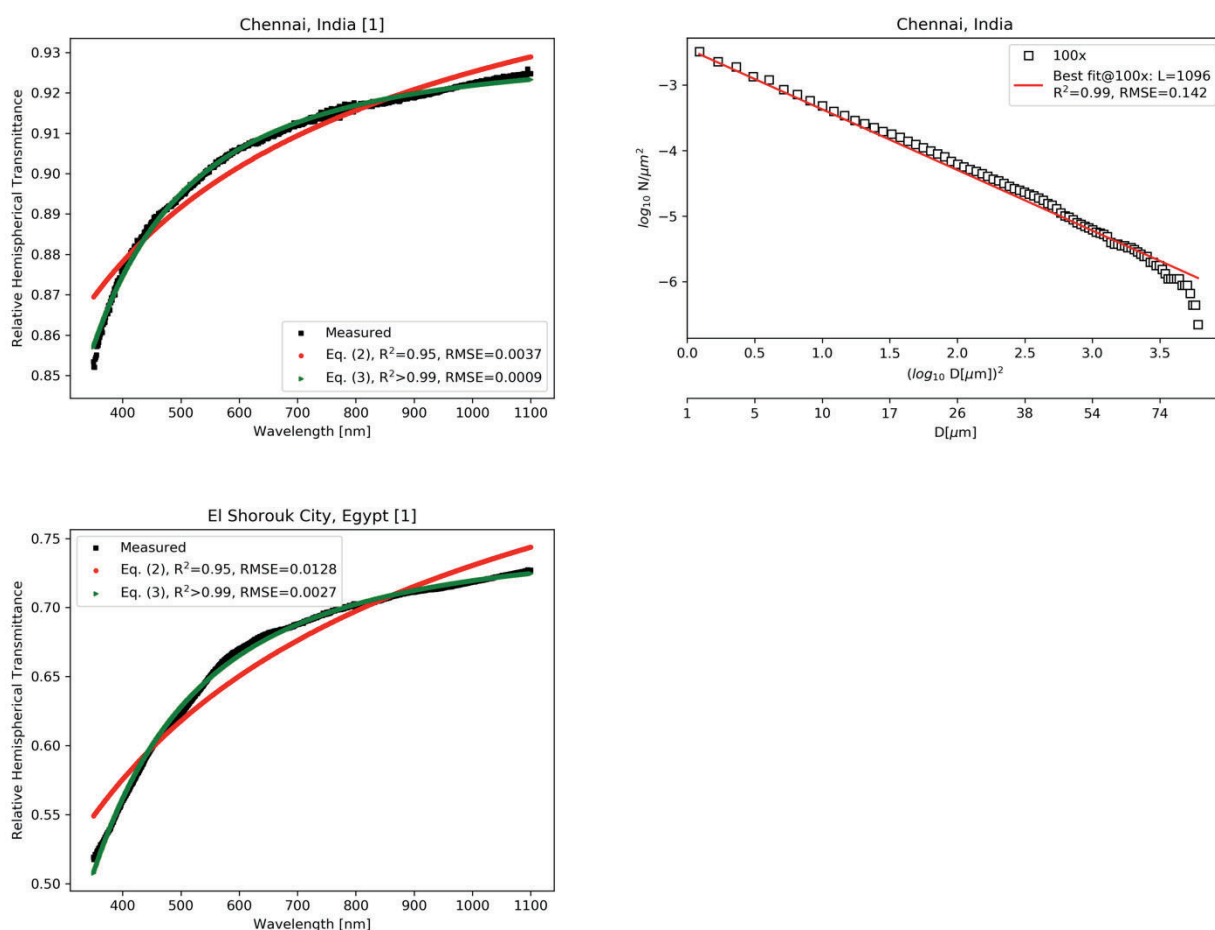 Chennai, India [1]
0.93
0.92
0.91
0.90
0.89
0.88
0.87
0.86
0.85
Relative Hemispherical Transmittance
Measured
Eq. (2), R²=0.95, RMSE=0.0037
Eq. (3), R²>0.99, RMSE=0.0009
400 500 600 700 800 900 1000 1100
Wavelength [nm]
Chennai, India
100x
Best fit@100x: L=1096
R²=0.99, RMSE=0.142
−3
−4
−5
−6
log₁₀ N/μm²
0.0 0.5 1.0 1.5 2.0 2.5 3.0 3.5
(log₁₀ D[μm])²
1 5 10 17 26 38 54 74
D[μm]
El Shorouk City, Egypt [1]
Measured
Eq. (2), R²=0.95, RMSE=0.0128
Eq. (3), R²>0.99, RMSE=0.0027
0.75
0.70
0.65
0.60
0.55
0.50
Relative Hemispherical Transmittance
400 500 600 700 800 900 1000 1100
Wavelength [nm]